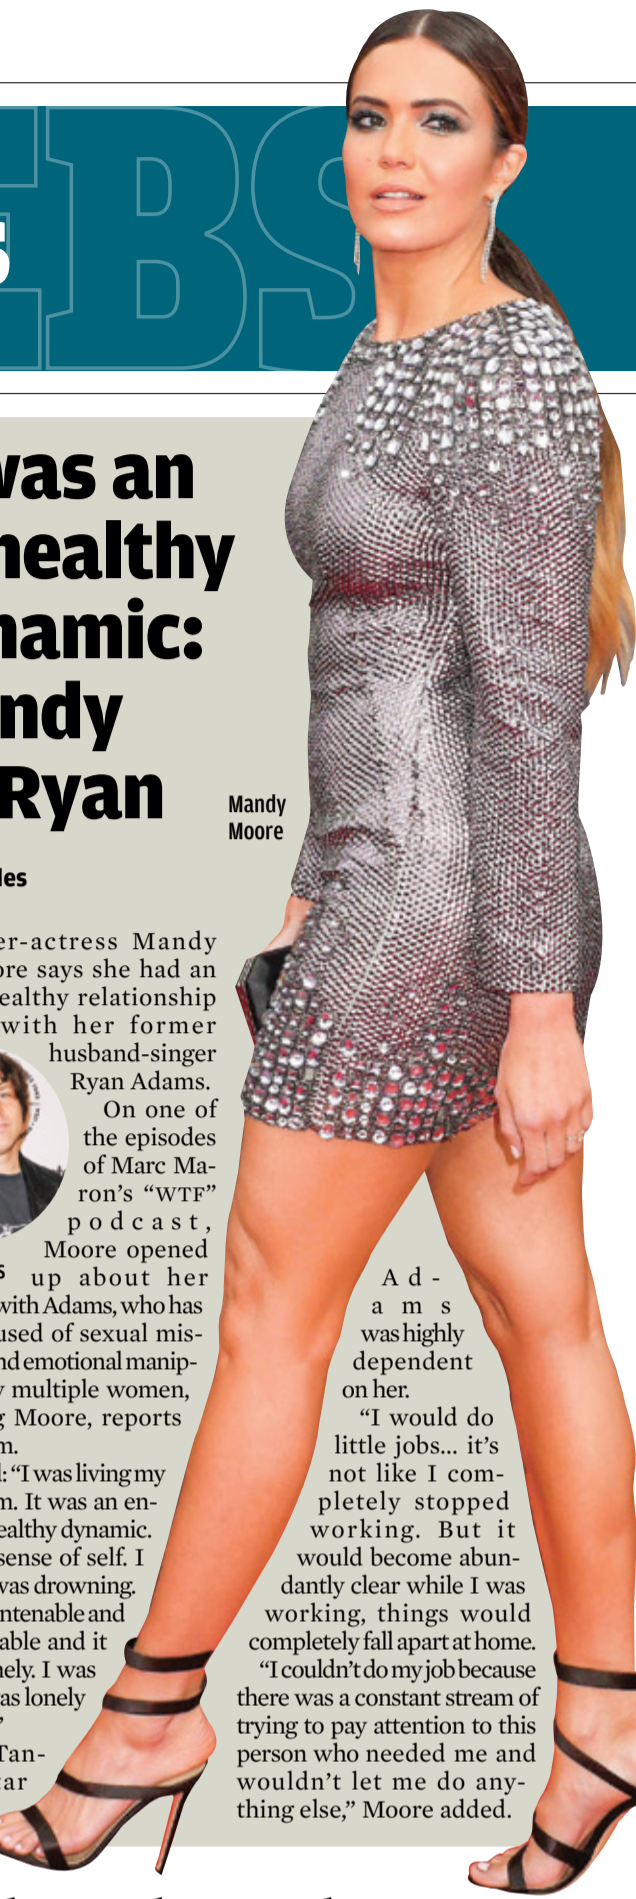 EBS
was an
healthy
namic:
ndy
Ryan
Mandy
Moore
les
er-actress Mandy
ore says she had an
ealthy relationship
with her former
husband-singer
Ryan Adams.
On one of
the episodes
of Marc Ma-
ron's “WTF”
podcast,
Moore opened
up about her
with Adams, who has
used of sexual mis-
nd emotional manip-
y multiple women,
g Moore, reports
m.
l: “I was living my
m. It was an en-
ealthy dynamic.
sense of self. I
was drowning.
ntenable and
able and it
nely. I was
as lonely
”
Tan-
tar
Ad-
ams
was highly
dependent
on her.
“I would do
little jobs... it's
not like I com-
pletely stopped
working. But it
would become abun-
dantly clear while I was
working, things would
completely fall apart at home.
“I couldn't do my job because
there was a constant stream of
trying to pay attention to this
person who needed me and
wouldn't let me do any-
thing else,” Moore added.